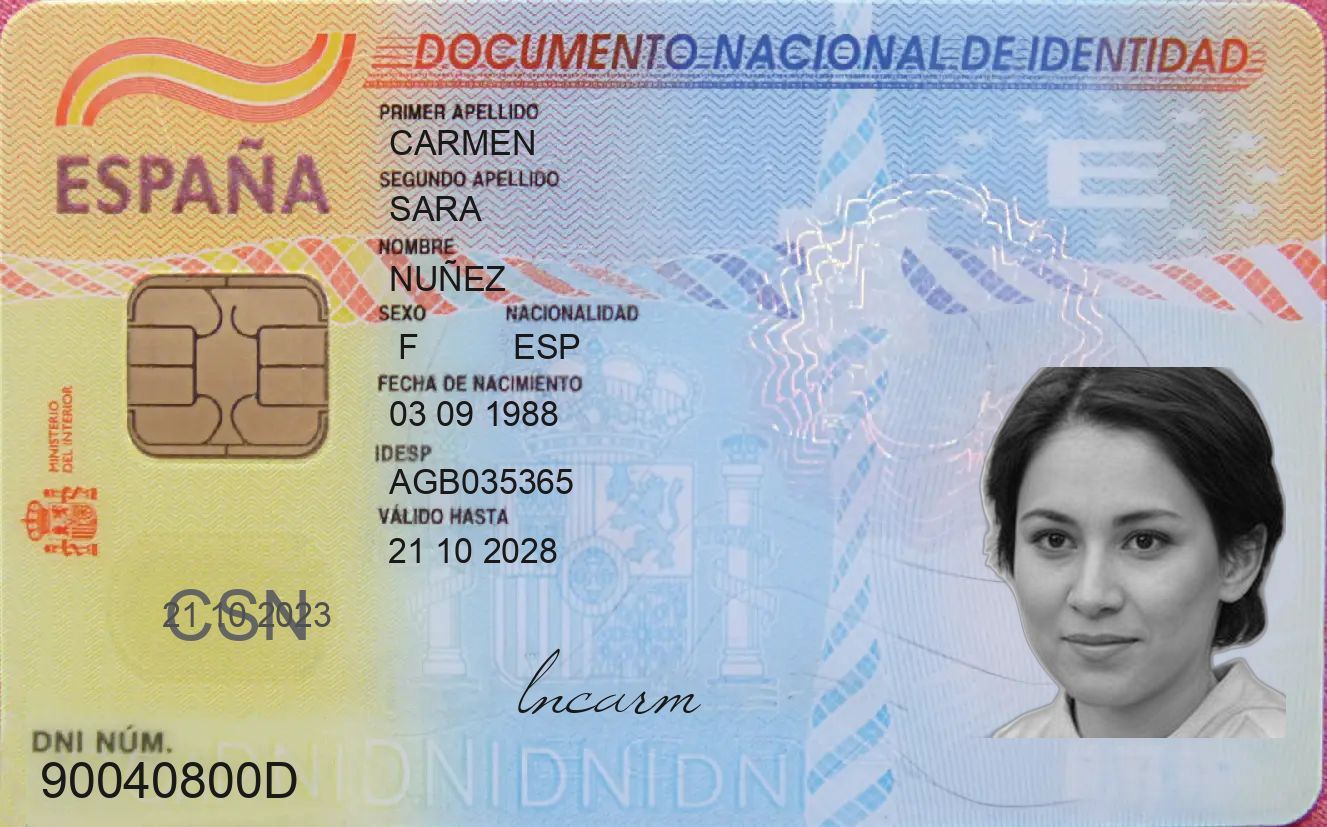 DOCUMENTO NACIONAL DE IDENTIDAD
ESPAÑA
PRIMER APELLIDO
CARMEN
SEGUNDO APELLIDO
SARA
NOMBRE
NUÑEZ
SEXO NACIONALIDAD
F ESP
FECHA DE NACIMIENTO
03 09 1988
IDESP
AGB035365
VÁLIDO HASTA
21 10 2028
MINISTERIO
DEL INTERIOR
E
CSN
21 10 2023
lncarm
DNI NÚM.
90040800D
DNIDNIDNIDNI